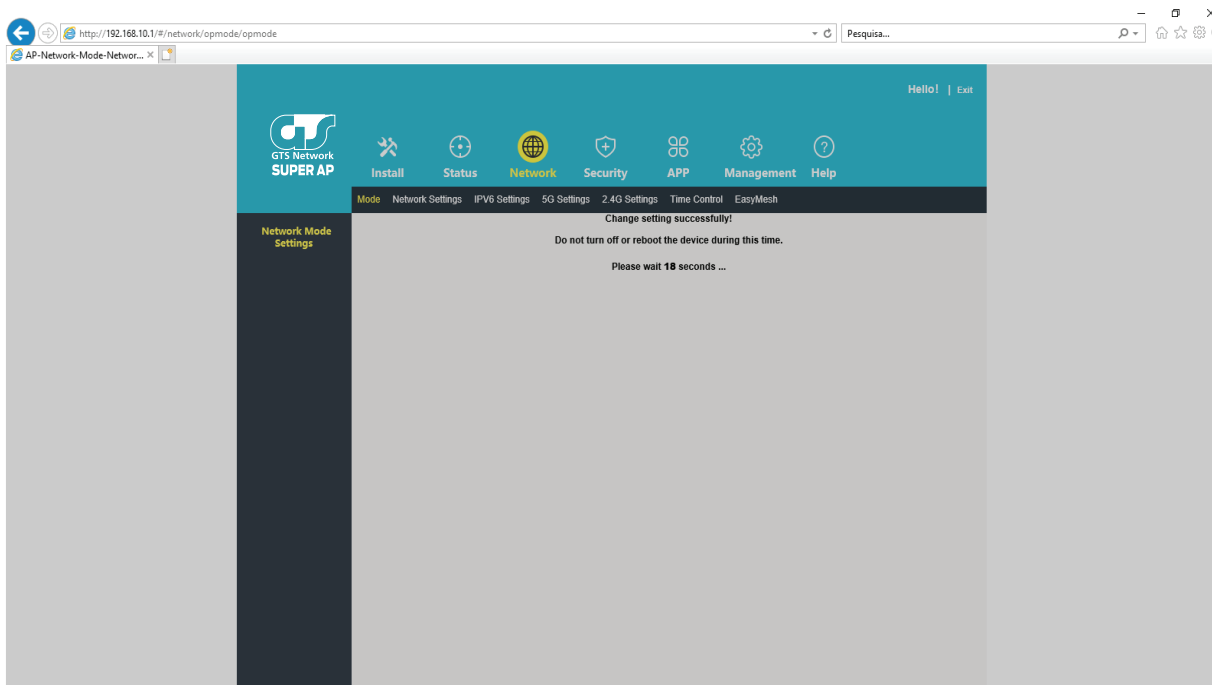 http://192.168.10.1/#/network/opmode/opmode
Pesquisa...
AP-Network-Mode-Networ...
Hello! | Exit
GTS Network
SUPER AP
Install Status Network Security APP Management Help
Mode Network Settings IPV6 Settings 5G Settings 2.4G Settings Time Control EasyMesh
Network Mode
Settings
Change setting successfully!
Do not turn off or reboot the device during this time.
Please wait 18 seconds ...